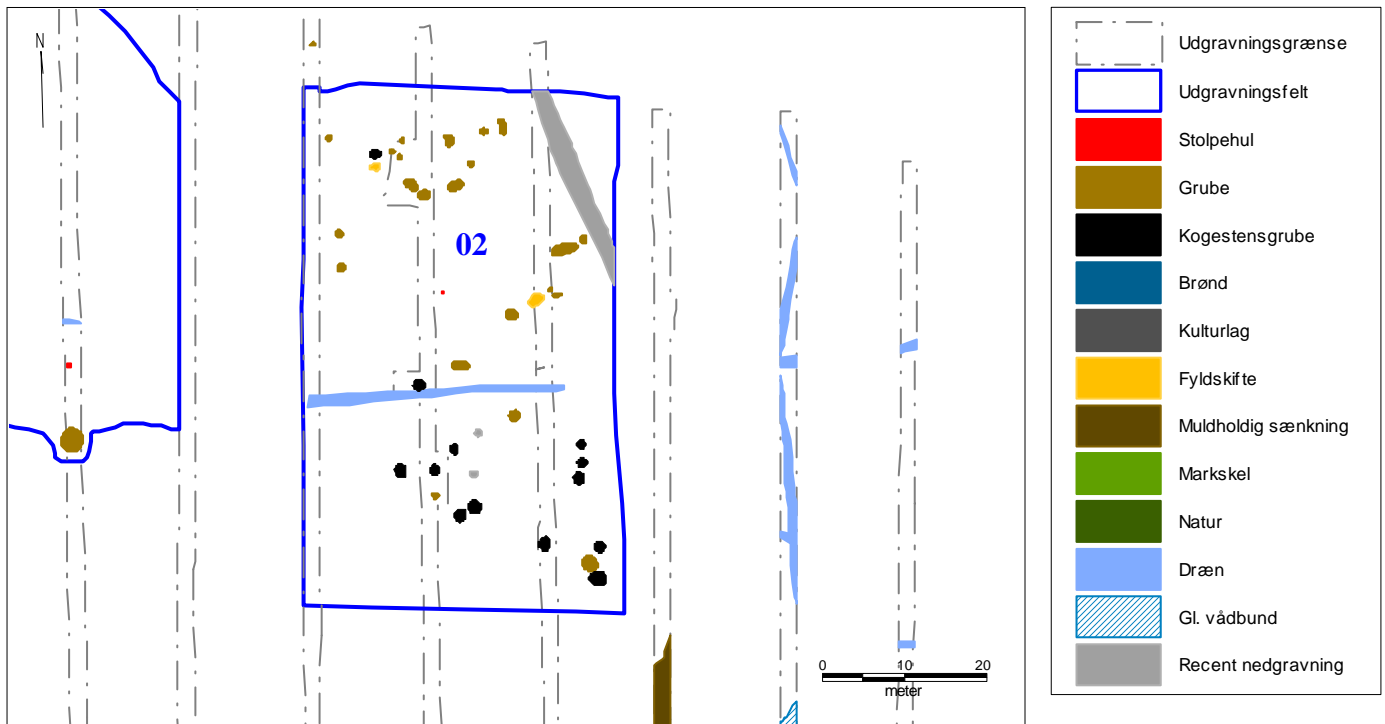 N
02
0 10 20
meter
Udgravningsgrænse
Udgravningsfelt
Stolpehul
Grube
Kogestensgrube
Brønd
Kulturlag
Fyldskifte
Muldholdig sænkning
Markskel
Natur
Dræn
Gl. vådbund
Recent nedgravning